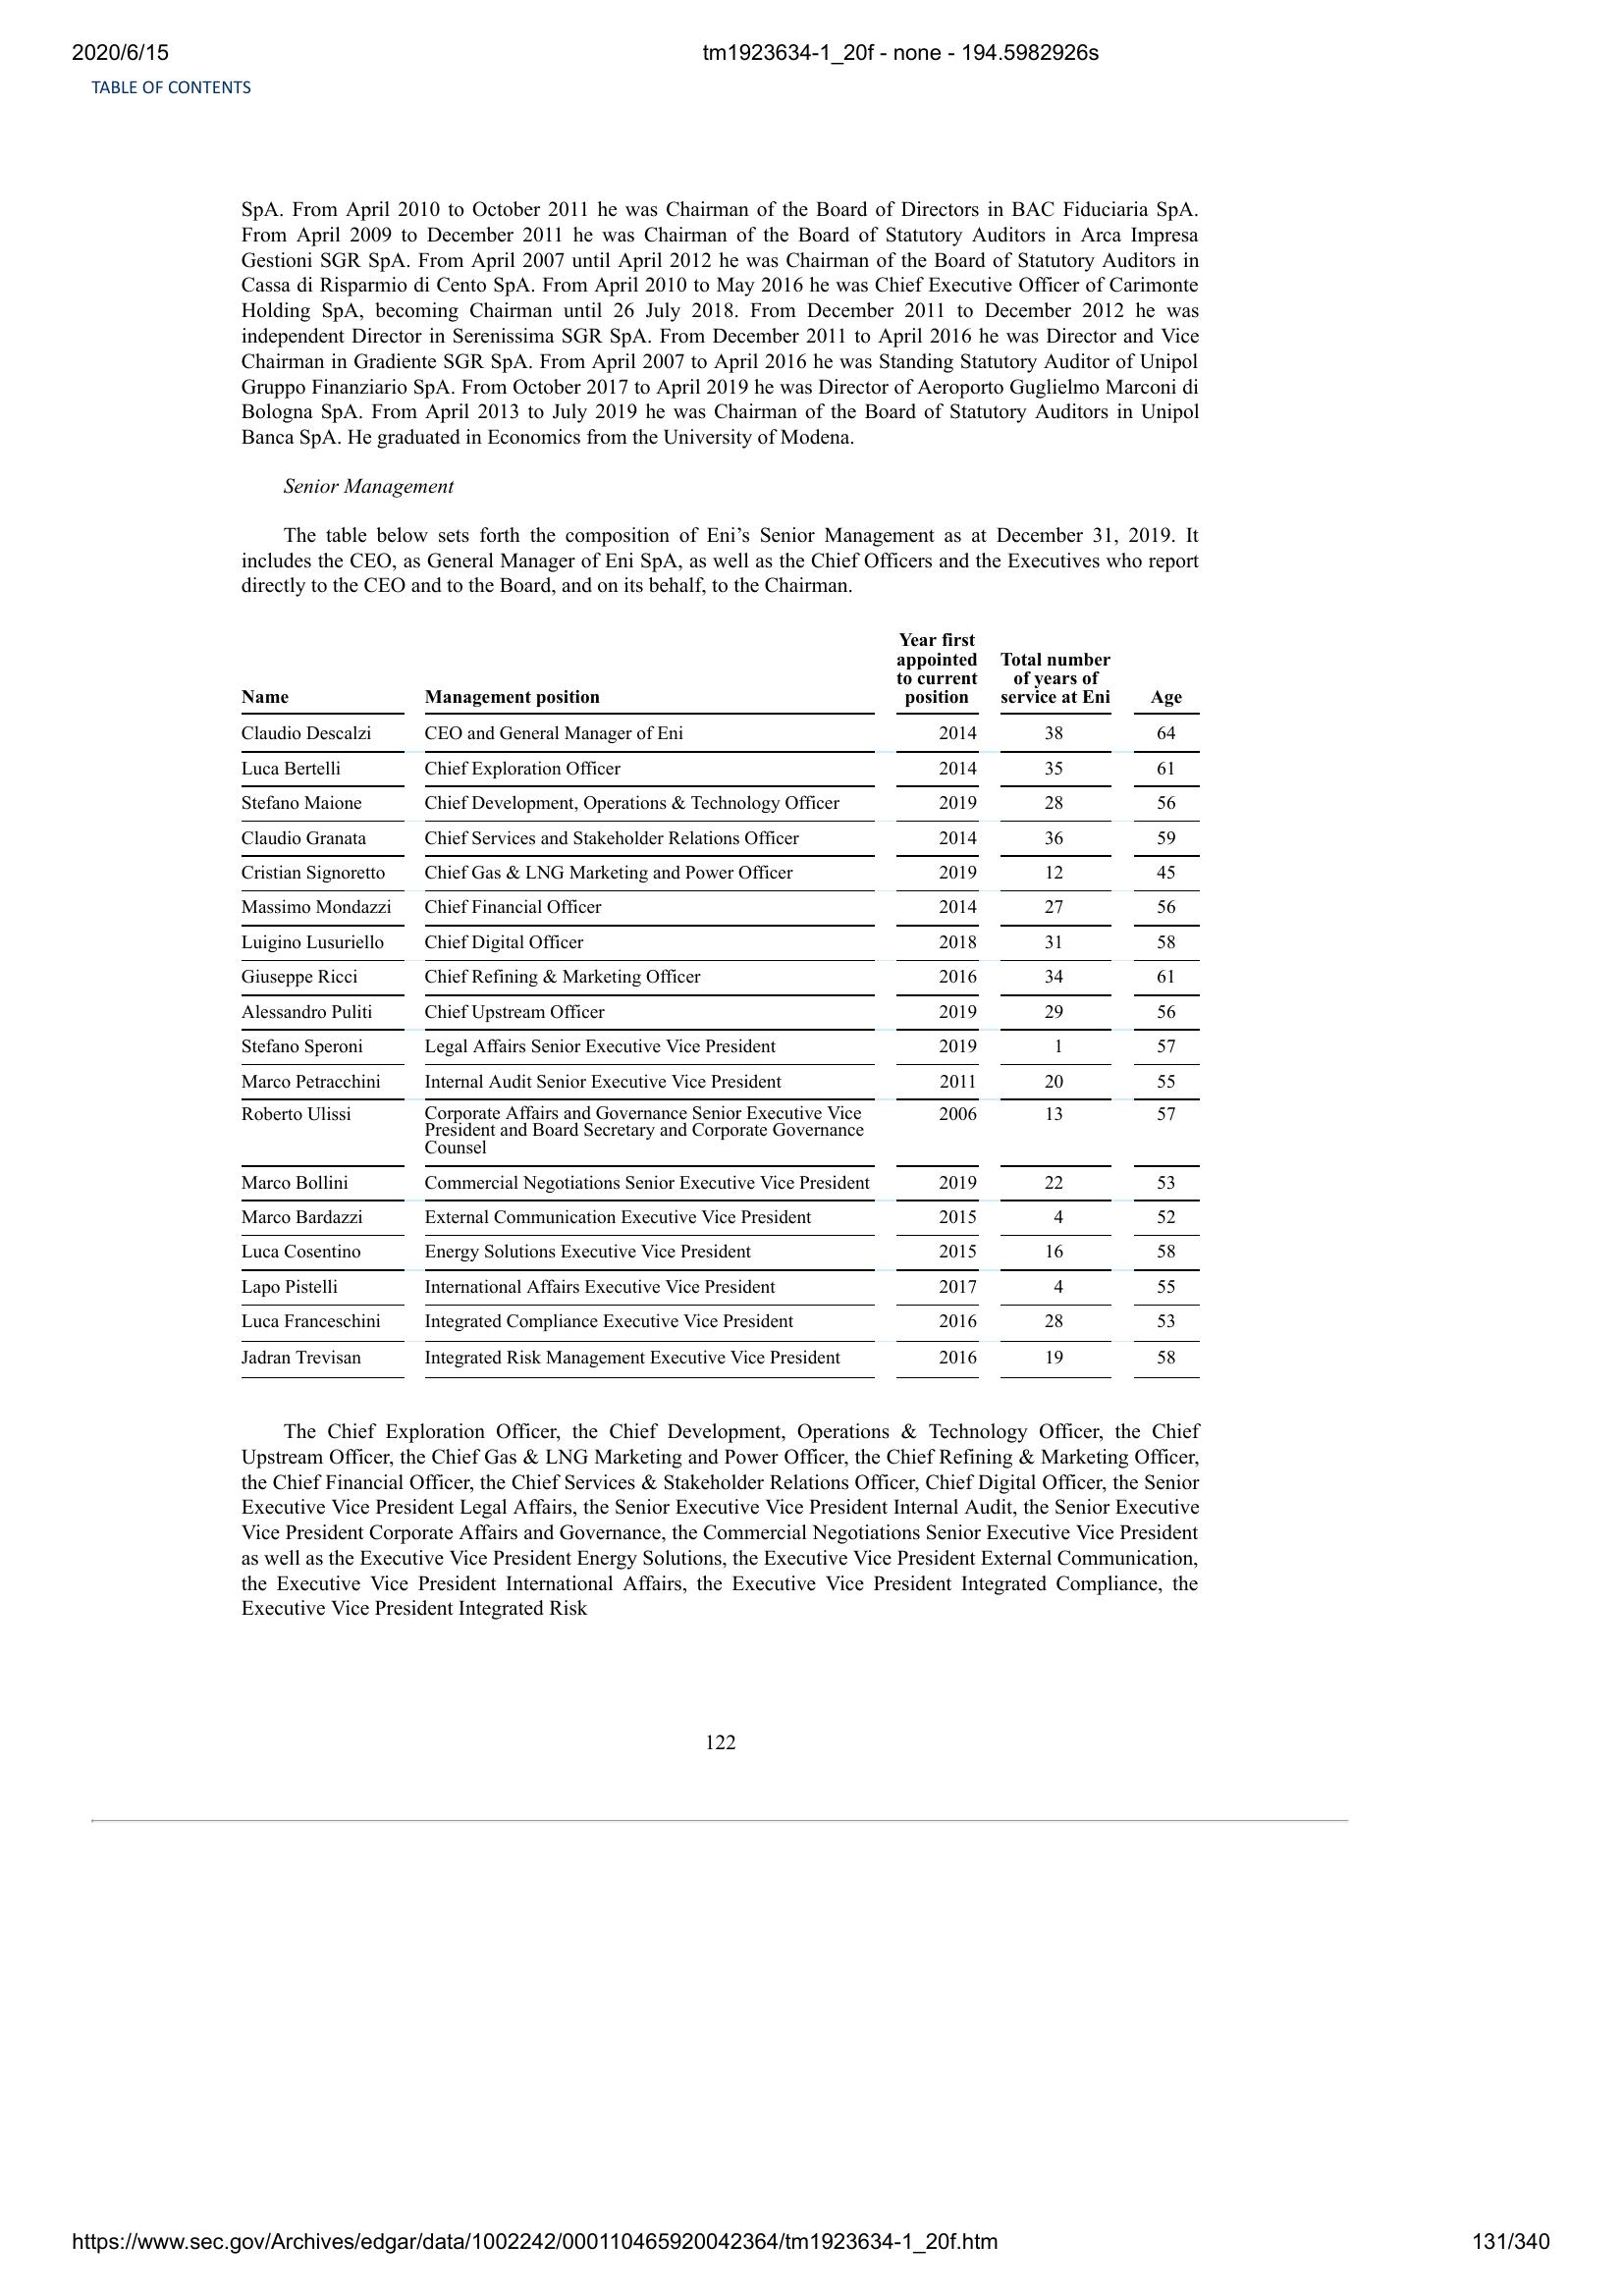 2020/6/15 tm1923634-1_20f - none - 194.5982926s
TABLE OF CONTENTS
SpA. From April 2010 to October 2011 he was Chairman of the Board of Directors in BAC Fiduciaria SpA.
From April 2009 to December 2011 he was Chairman of the Board of Statutory Auditors in Arca Impresa
Gestioni SGR SpA. From April 2007 until April 2012 he was Chairman of the Board of Statutory Auditors in
Cassa di Risparmio di Cento SpA. From April 2010 to May 2016 he was Chief Executive Officer of Carimonte
Holding SpA, becoming Chairman until 26 July 2018. From December 2011 to December 2012 he was
independent Director in Serenissima SGR SpA. From December 2011 to April 2016 he was Director and Vice
Chairman in Gradiente SGR SpA. From April 2007 to April 2016 he was Standing Statutory Auditor of Unipol
Gruppo Finanziario SpA. From October 2017 to April 2019 he was Director of Aeroporto Guglielmo Marconi di
Bologna SpA. From April 2013 to July 2019 he was Chairman of the Board of Statutory Auditors in Unipol
Banca SpA. He graduated in Economics from the University of Modena.
Senior Management
The table below sets forth the composition of Eni’s Senior Management as at December 31, 2019. It
includes the CEO, as General Manager of Eni SpA, as well as the Chief Officers and the Executives who report
directly to the CEO and to the Board, and on its behalf, to the Chairman.
Year first
appointed Total number
to current of years of
Name Management position position service at Eni Age
Claudio Descalzi CEO and General Manager of Eni 2014 38 64
Luca Bertelli Chief Exploration Officer 2014 35 61
Stefano Maione Chief Development, Operations & Technology Officer 2019 28 56
Claudio Granata Chief Services and Stakeholder Relations Officer 2014 36 59
Cristian Signoretto Chief Gas & LNG Marketing and Power Officer 2019 12 45
Massimo Mondazzi Chief Financial Officer 2014 27 56
Luigino Lusuriello Chief Digital Officer 2018 31 58
Giuseppe Ricci Chief Refining & Marketing Officer 2016 34 61
Alessandro Puliti Chief Upstream Officer 2019 29 56
Stefano Speroni Legal Affairs Senior Executive Vice President 2019 1 57
Marco Petracchini Internal Audit Senior Executive Vice President 2011 20 55
Roberto Ulissi Corporate Affairs and Governance Senior Executive Vice 2006 13 57
President and Board Secretary and Corporate Governance
Counsel
Marco Bollini Commercial Negotiations Senior Executive Vice President 2019 22 53
Marco Bardazzi External Communication Executive Vice President 2015 4 52
Luca Cosentino Energy Solutions Executive Vice President 2015 16 58
Lapo Pistelli International Affairs Executive Vice President 2017 4 55
Luca Franceschini Integrated Compliance Executive Vice President 2016 28 53
Jadran Trevisan Integrated Risk Management Executive Vice President 2016 19 58
The Chief Exploration Officer, the Chief Development, Operations & Technology Officer, the Chief
Upstream Officer, the Chief Gas & LNG Marketing and Power Officer, the Chief Refining & Marketing Officer,
the Chief Financial Officer, the Chief Services & Stakeholder Relations Officer, Chief Digital Officer, the Senior
Executive Vice President Legal Affairs, the Senior Executive Vice President Internal Audit, the Senior Executive
Vice President Corporate Affairs and Governance, the Commercial Negotiations Senior Executive Vice President
as well as the Executive Vice President Energy Solutions, the Executive Vice President External Communication,
the Executive Vice President International Affairs, the Executive Vice President Integrated Compliance, the
Executive Vice President Integrated Risk
122
https://www.sec.gov/Archives/edgar/data/1002242/000110465920042364/tm1923634-1_20f.htm 131/340